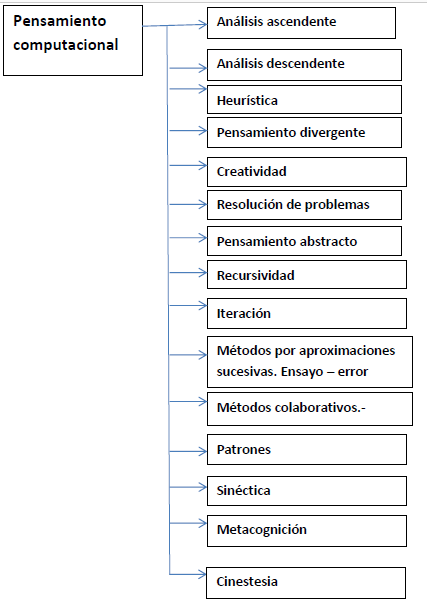 Pensamiento
computacional
Análisis ascendente
Análisis descendente
Heurística
Pensamiento divergente
Creatividad
Resolución de problemas
Pensamiento abstracto
Recursividad
Iteración
Métodos por aproximaciones
sucesivas. Ensayo – error
Métodos colaborativos.-
Patrones
Sinéctica
Metacognición
Cinestesia